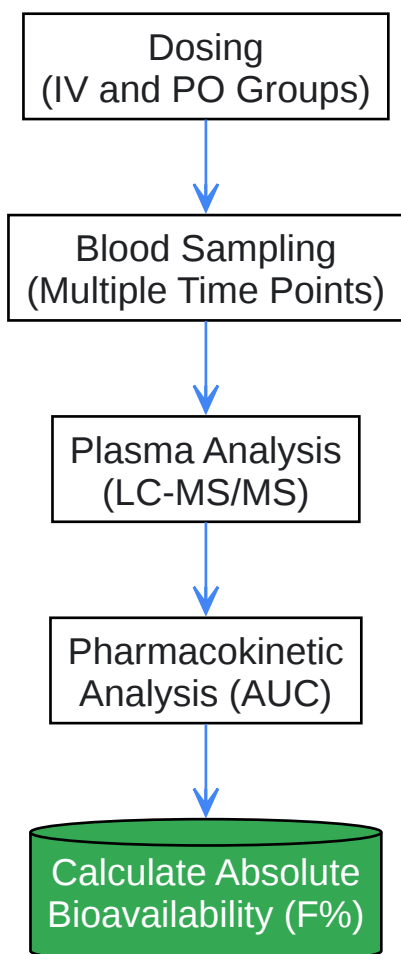 Dosing
(IV and PO Groups)
Blood Sampling
(Multiple Time Points)
Plasma Analysis
(LC-MS/MS)
Pharmacokinetic
Analysis (AUC)
Calculate Absolute
Bioavailability (F%)